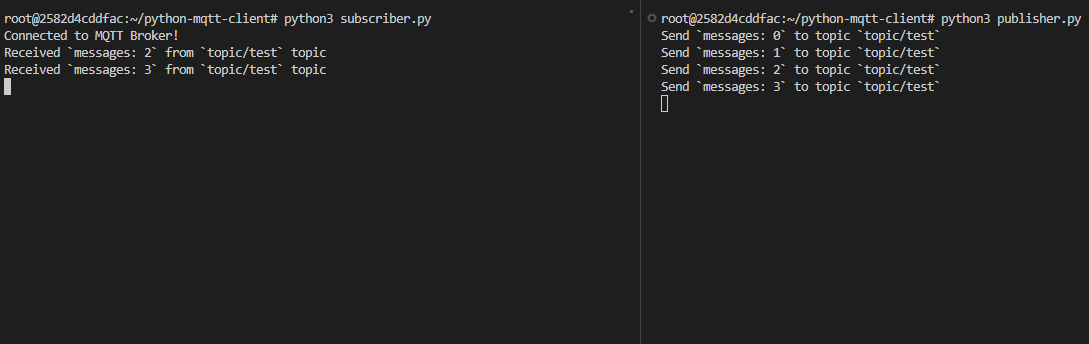 root@2582d4cddfac:~/python-mqtt-client# python3 subscriber.py
Connected to MQTT Broker!
Received `messages: 2` from `topic/test` topic
Received `messages: 3` from `topic/test` topic
root@2582d4cddfac:~/python-mqtt-client# python3 publisher.py
Send `messages: 0` to topic `topic/test`
Send `messages: 1` to topic `topic/test`
Send `messages: 2` to topic `topic/test`
Send `messages: 3` to topic `topic/test`